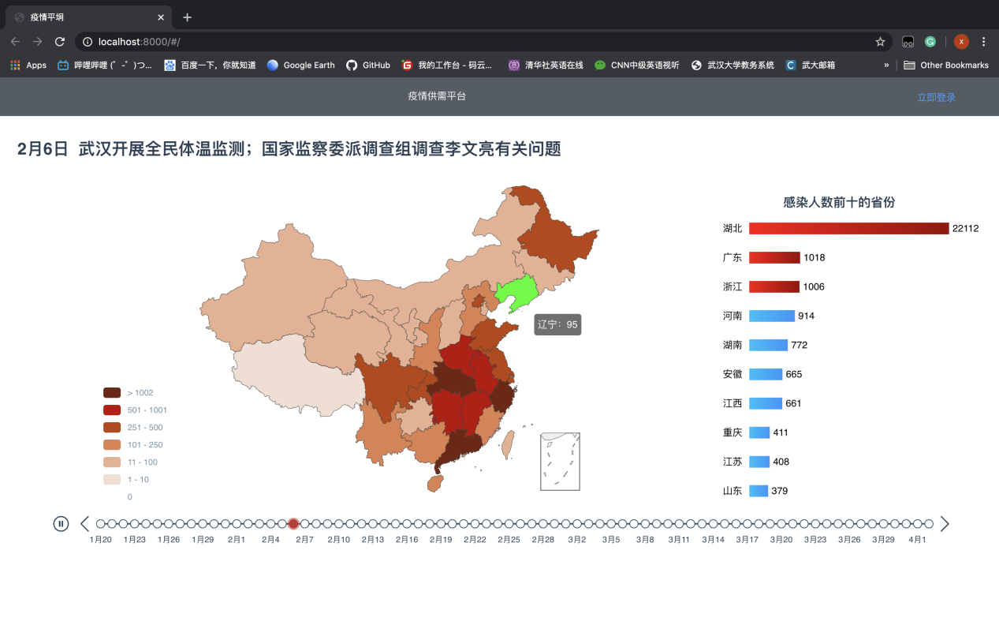 疫情平坰
localhost:8000/#/
Apps
哔哩哔哩 (゜-゜)つ...
百度一下，你就知道
Google Earth
GitHub
我的工作台 - 码云...
清华社英语在线
CNN中级英语视听
武汉大学教务系统
武大邮箱
»
Other Bookmarks
疫情供需平台
立即登录
2月6日 武汉开展全民体温监测；国家监察委派调查组调查李文亮有关问题
感染人数前十的省份
湖北 22112
广东 1018
浙江 1006
河南 914
湖南 772
安徽 665
江西 661
重庆 411
江苏 408
山东 379
辽宁：95
> 1002
501 - 1001
251 - 500
101 - 250
11 - 100
1 - 10
0
1月20 1月23 1月26 1月29 2月1 2月4 2月7 2月10 2月13 2月16 2月19 2月22 2月25 2月28 3月2 3月5 3月8 3月11 3月14 3月17 3月20 3月23 3月26 3月29 4月1